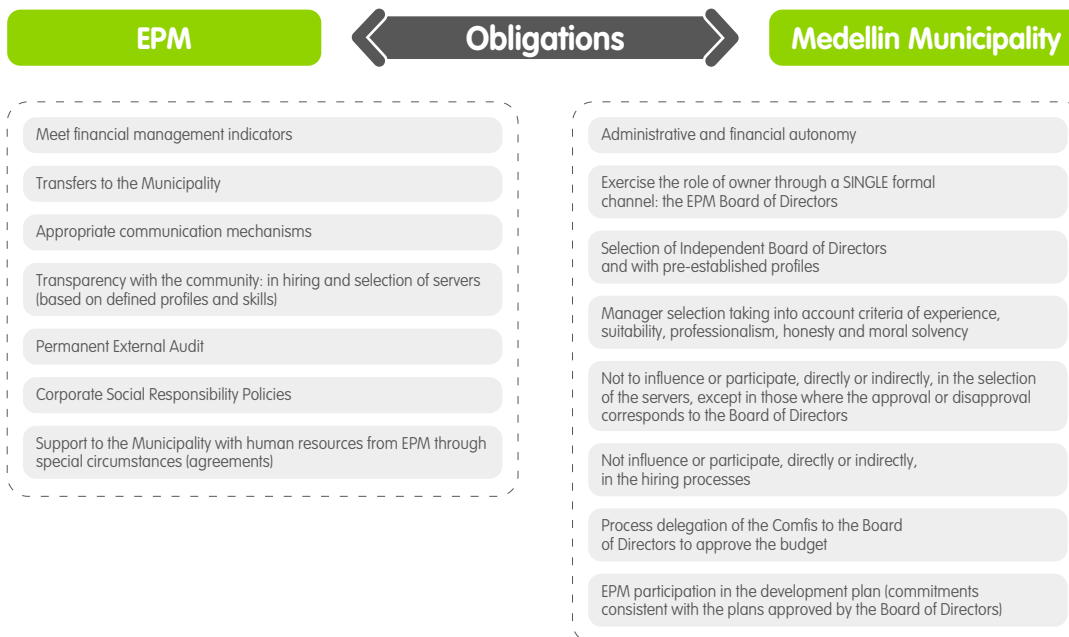 EPM
Obligations
Medellin Municipality
Meet financial management indicators
Transfers to the Municipality
Appropriate communication mechanisms
Transparency with the community: in hiring and selection of servers
(based on defined profiles and skills)
Permanent External Audit
Corporate Social Responsibility Policies
Support to the Municipality with human resources from EPM through
special circumstances (agreements)
Administrative and financial autonomy
Exercise the role of owner through a SINGLE formal
channel: the EPM Board of Directors
Selection of Independent Board of Directors
and with pre-established profiles
Manager selection taking into account criteria of experience,
suitability, professionalism, honesty and moral solvency
Not to influence or participate, directly or indirectly, in the selection
of the servers, except in those where the approval or disapproval
corresponds to the Board of Directors
Not influence or participate, directly or indirectly,
in the hiring processes
Process delegation of the Comfis to the Board
of Directors to approve the budget
EPM participation in the development plan (commitments
consistent with the plans approved by the Board of Directors)